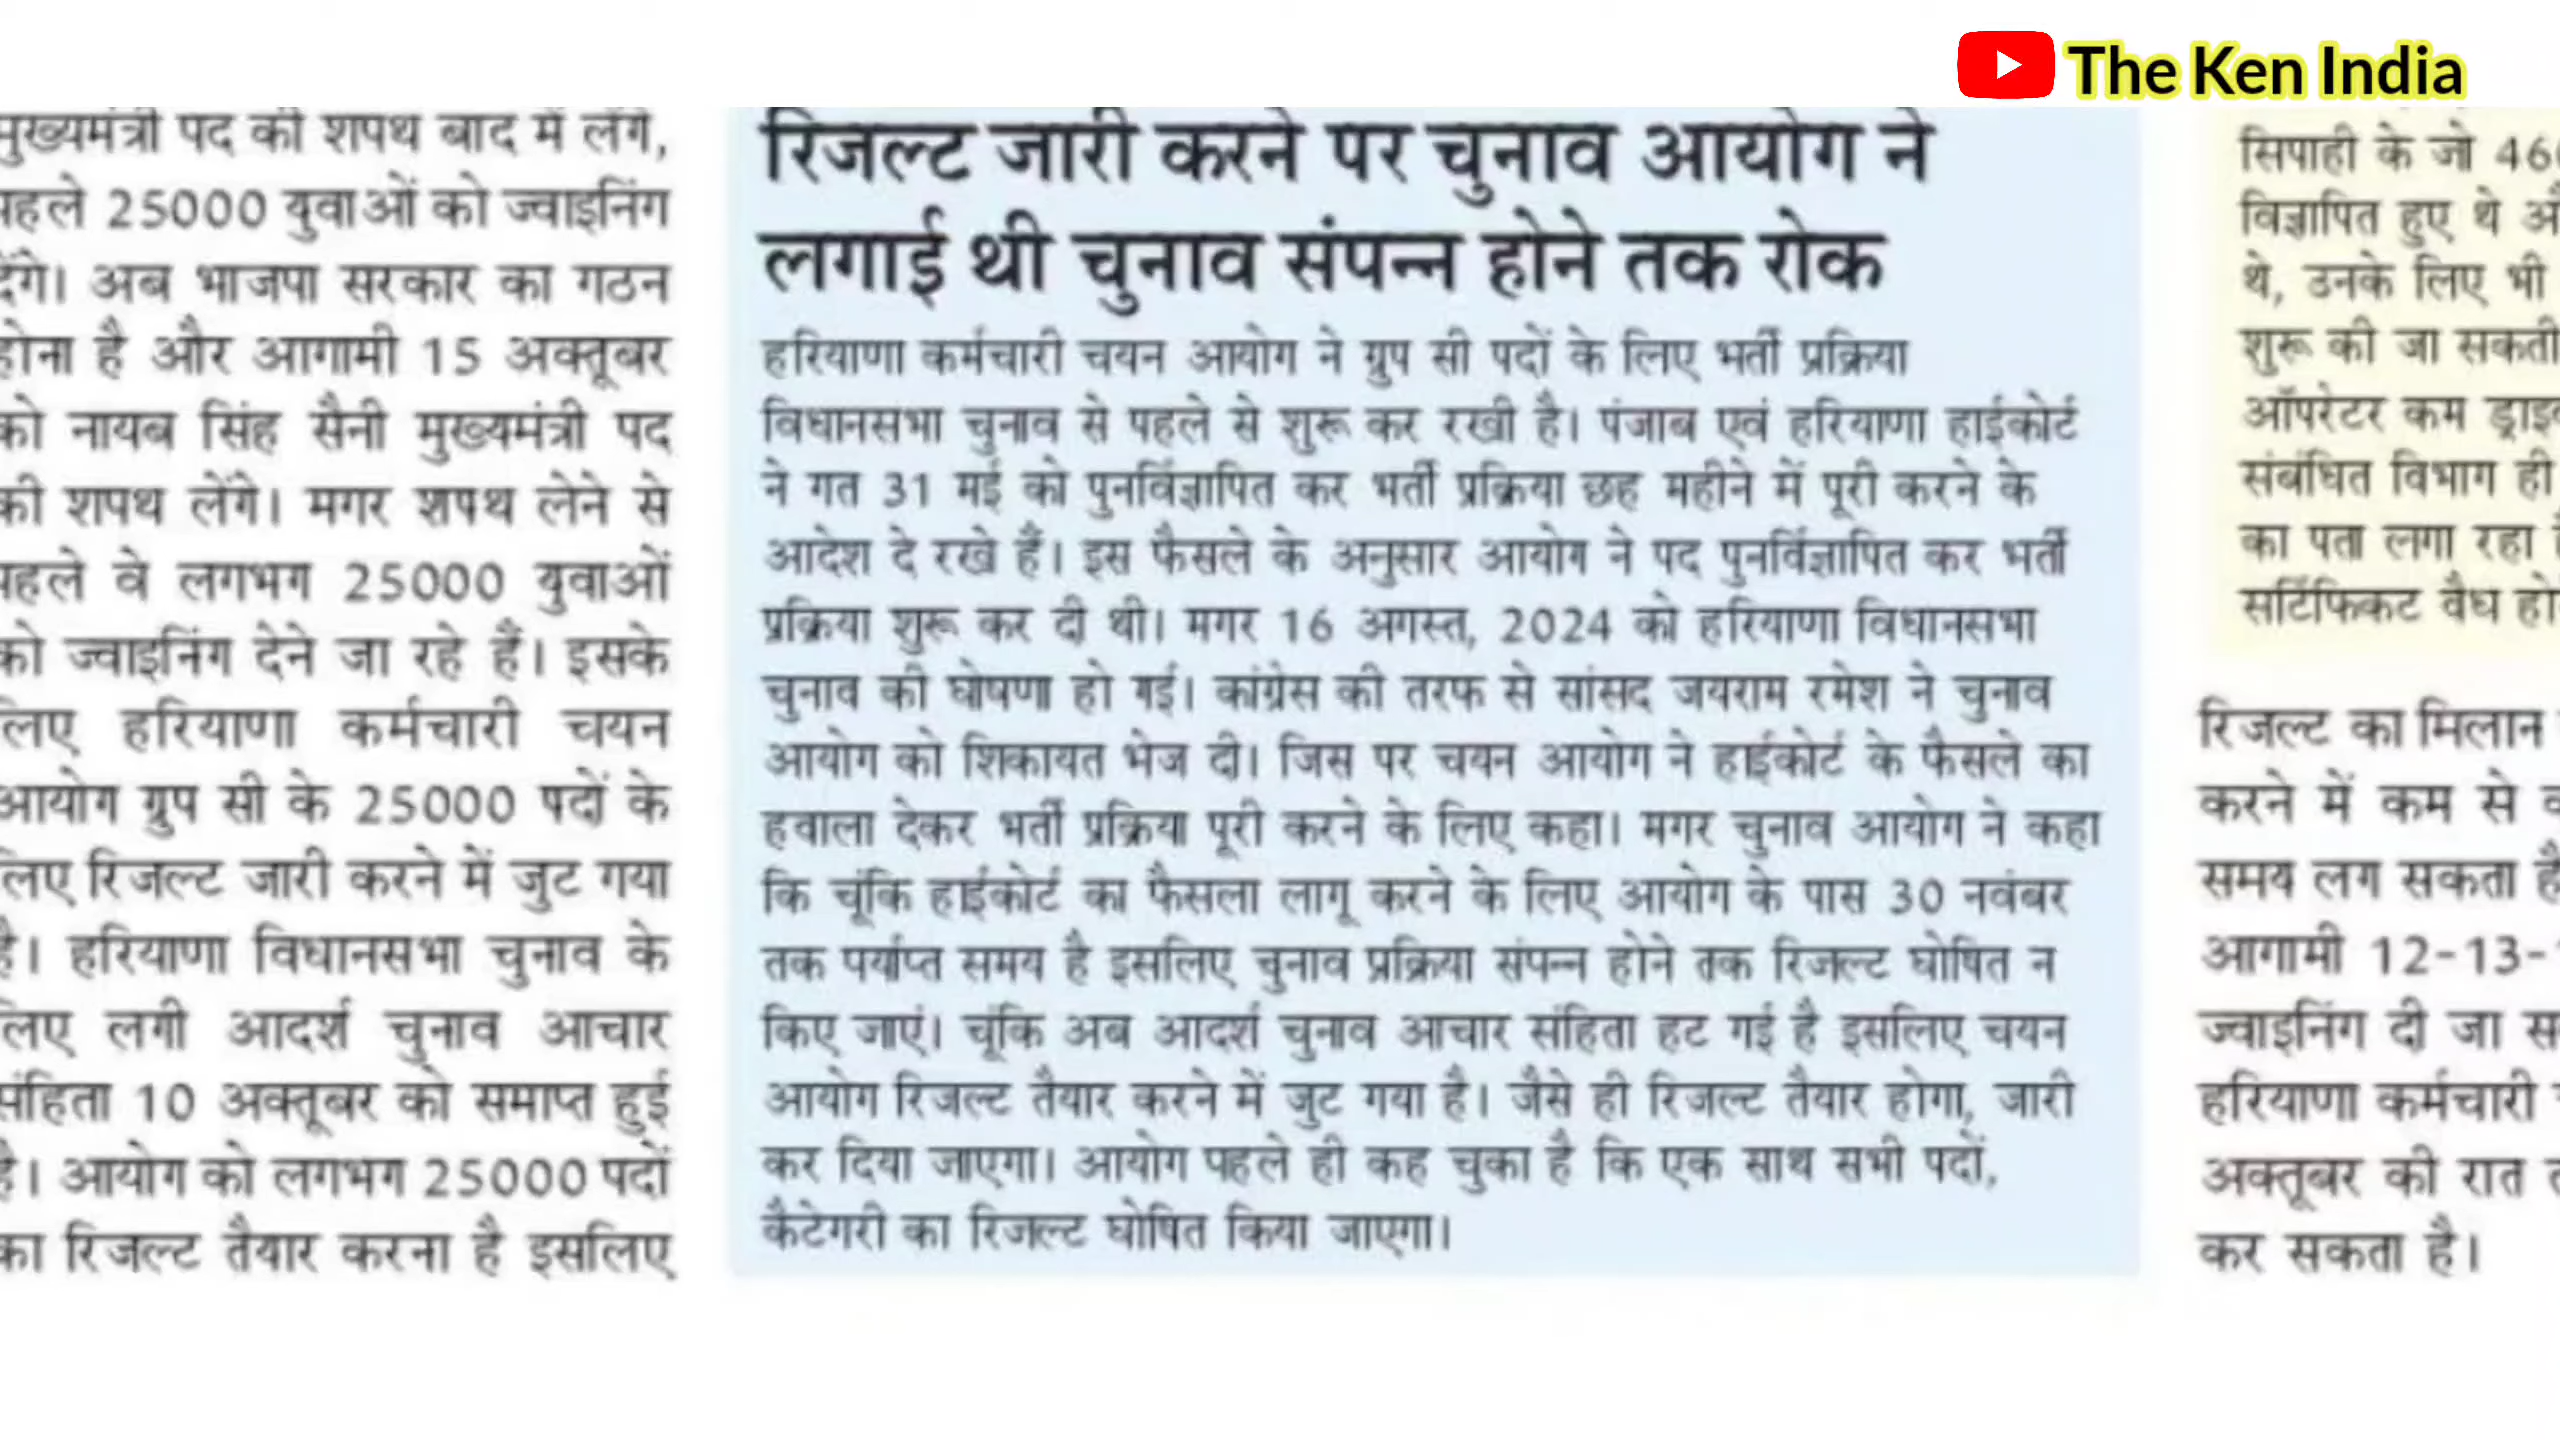 The Ken India
मुख्यमंत्री पद की शपथ बाद में लेंगे,
पहले 25000 युवाओं को ज्वाइनिंग
देंगे। अब भाजपा सरकार का गठन
होना है और आगामी 15 अक्तूबर
को नायब सिंह सैनी मुख्यमंत्री पद
की शपथ लेंगे। मगर शपथ लेने से
पहले वे लगभग 25000 युवाओं
को ज्वाइनिंग देने जा रहे हैं। इसके
लिए हरियाणा कर्मचारी चयन
आयोग ग्रुप सी के 25000 पदों के
लिए रिजल्ट जारी करने में जुट गया
है। हरियाणा विधानसभा चुनाव के
लिए लगी आदर्श चुनाव आचार
संहिता 10 अक्तूबर को समाप्त हुई
है। आयोग को लगभग 25000 पदों
का रिजल्ट तैयार करना है इसलिए
रिजल्ट जारी करने पर चुनाव आयोग ने
लगाई थी चुनाव संपन्न होने तक रोक
हरियाणा कर्मचारी चयन आयोग ने ग्रुप सी पदों के लिए भर्ती प्रक्रिया
विधानसभा चुनाव से पहले से शुरू कर रखी है। पंजाब एवं हरियाणा हाईकोर्ट
ने गत 31 मई को पुनर्विज्ञापित कर भर्ती प्रक्रिया छह महीने में पूरी करने के
आदेश दे रखे हैं। इस फैसले के अनुसार आयोग ने पद पुनर्विज्ञापित कर भर्ती
प्रक्रिया शुरू कर दी थी। मगर 16 अगस्त, 2024 को हरियाणा विधानसभा
चुनाव की घोषणा हो गई। कांग्रेस की तरफ से सांसद जयराम रमेश ने चुनाव
आयोग को शिकायत भेज दी। जिस पर चयन आयोग ने हाईकोर्ट के फैसले का
हवाला देकर भर्ती प्रक्रिया पूरी करने के लिए कहा। मगर चुनाव आयोग ने कहा
कि चूंकि हाईकोर्ट का फैसला लागू करने के लिए आयोग के पास 30 नवंबर
तक पर्याप्त समय है इसलिए चुनाव प्रक्रिया संपन्न होने तक रिजल्ट घोषित न
किए जाएं। चूंकि अब आदर्श चुनाव आचार संहिता हट गई है इसलिए चयन
आयोग रिजल्ट तैयार करने में जुट गया है। जैसे ही रिजल्ट तैयार होगा, जारी
कर दिया जाएगा। आयोग पहले ही कह चुका है कि एक साथ सभी पदों,
कैटेगरी का रिजल्ट घोषित किया जाएगा।
सिपाही के जो
विज्ञापित हुए थे
थे, उनके लिए भी
शुरू की जा सकती
ऑपरेटर कम
संबंधित विभाग ही
का पता लगा रहा
सर्टिफिकट वैध
रिजल्ट का मिलान
करने में कम से
समय लग सकता
आगामी 12-13-
ज्वाइनिंग दी जा
हरियाणा कर्मचारी
अक्तूबर की रात
कर सकता है।